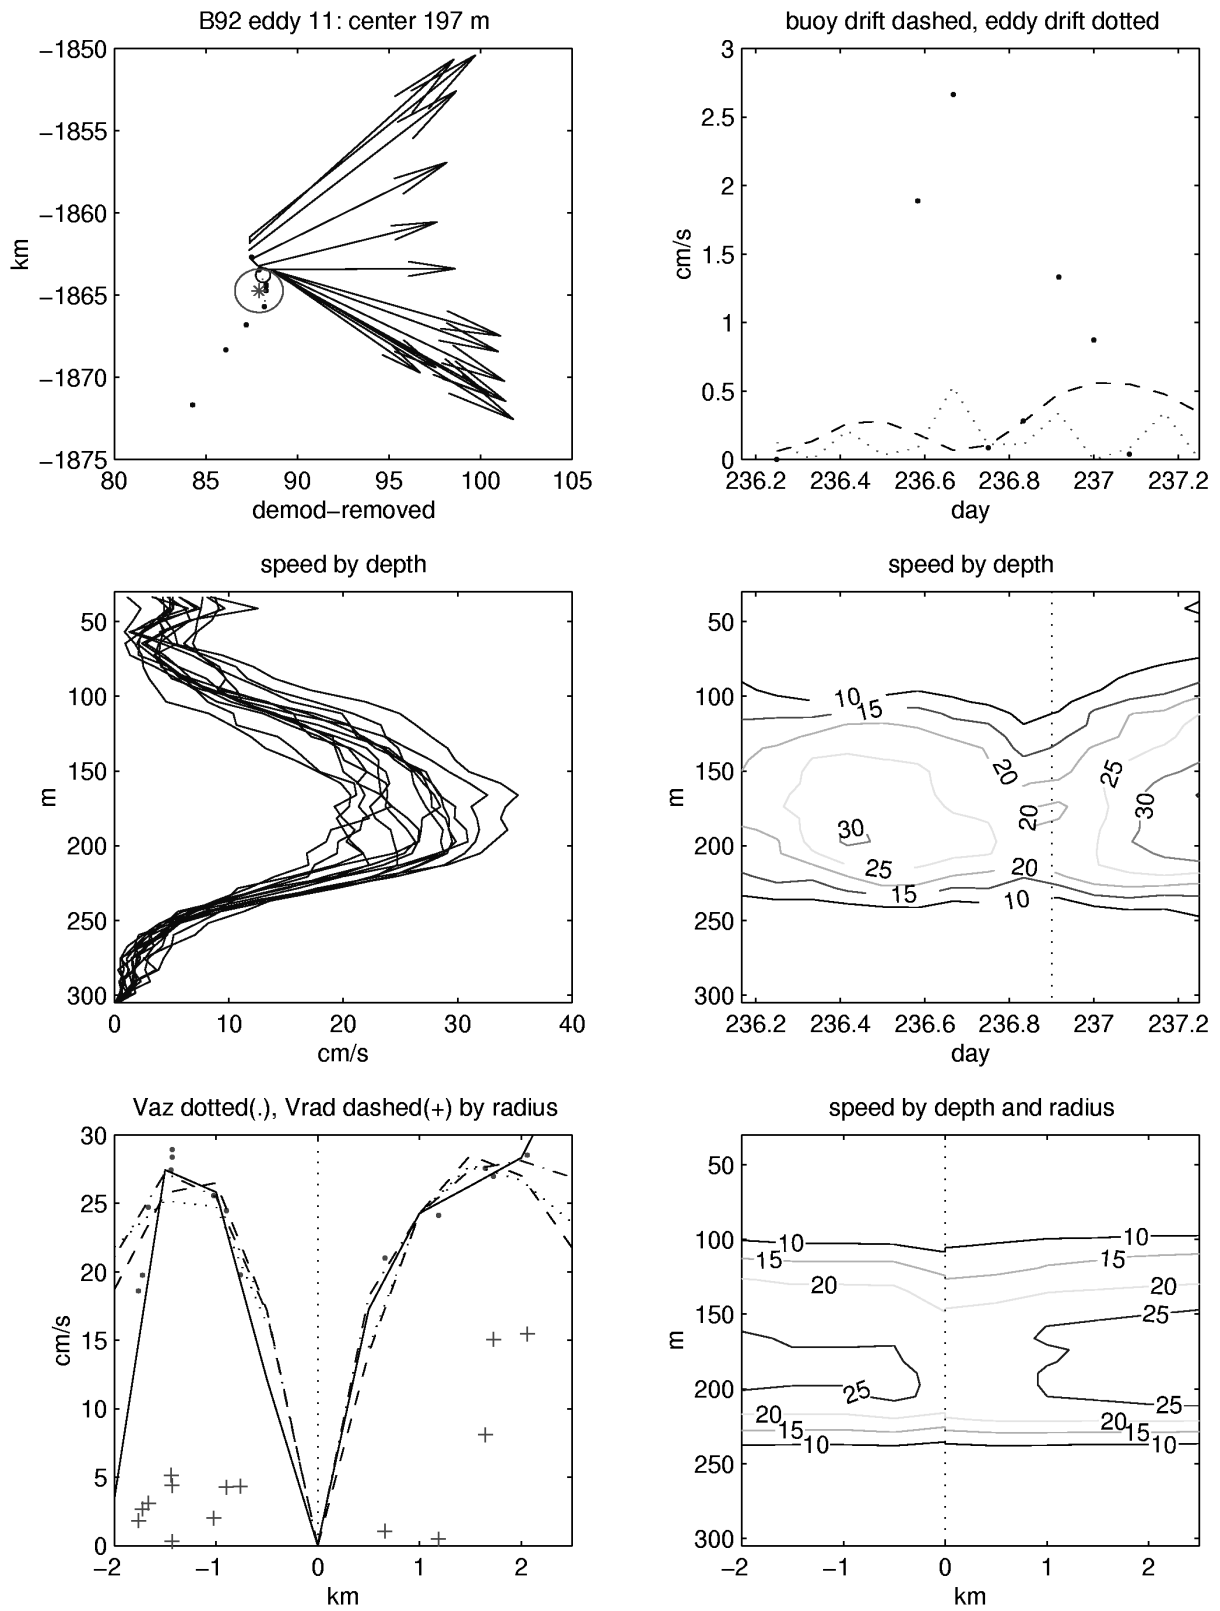 B92 eddy 11: center 197 m
−1850
−1855
−1860
−1865
−1870
−1875
km
80 85 90 95 100 105
demod−removed
buoy drift dashed, eddy drift dotted
3
2.5
2
1.5
1
0.5
0
cm/s
236.2 236.4 236.6 236.8 237 237.2
day
speed by depth
50
100
150
200
250
300
m
0 10 20 30 40
cm/s
speed by depth
50
100
150
200
250
300
m
10
15
20
25
30
20
30
25
20
15
10
236.2 236.4 236.6 236.8 237 237.2
day
Vaz dotted(.), Vrad dashed(+) by radius
30
25
20
15
10
5
0
cm/s
−2 −1 0 1 2
km
speed by depth and radius
50
100
150
200
250
300
m
10 10
15 15
20 20
25
25 25
20 20
15 15
10 10
−2 −1 0 1 2
km